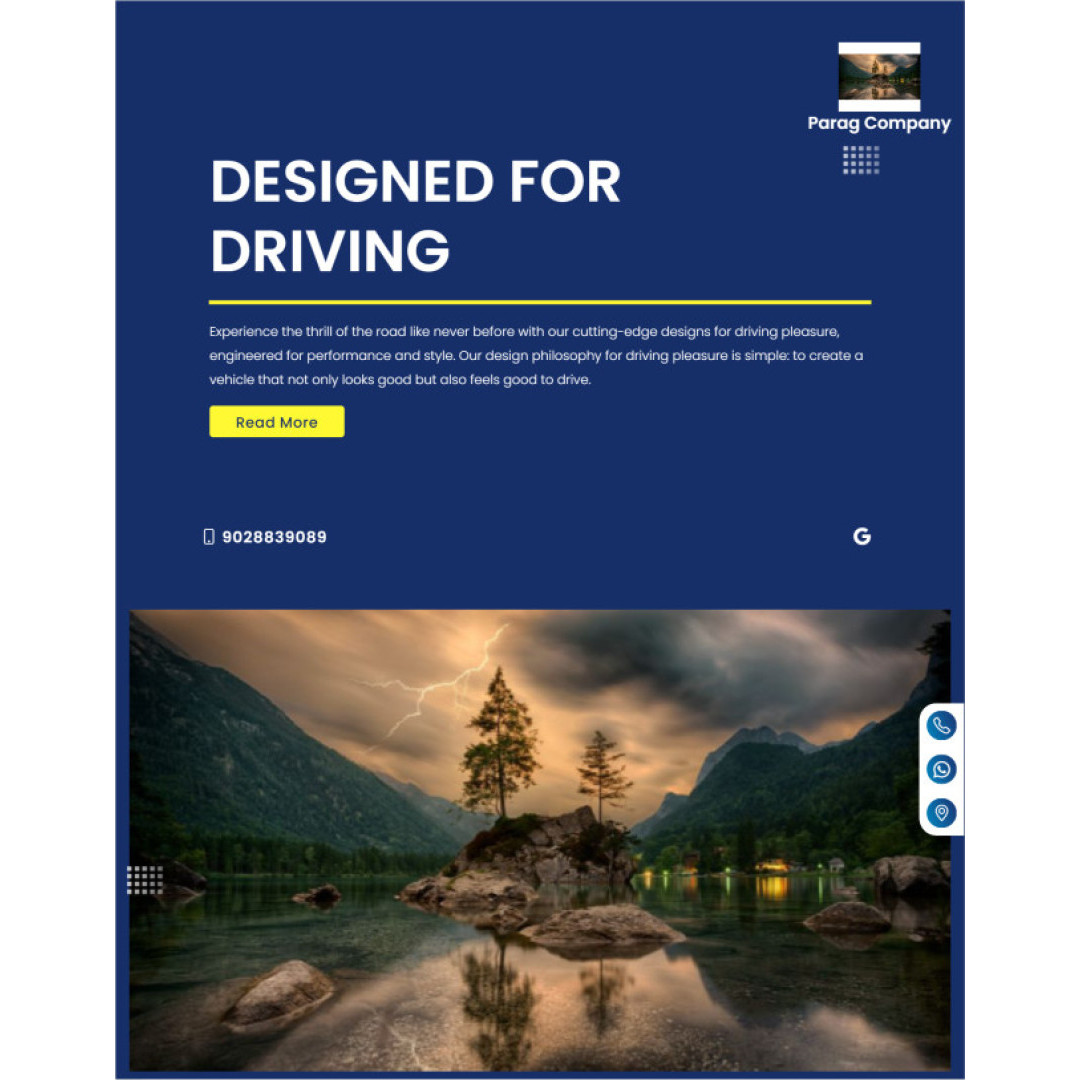 Parag Company
DESIGNED FOR
DRIVING
Experience the thrill of the road like never before with our cutting-edge designs for driving pleasure,
engineered for performance and style. Our design philosophy for driving pleasure is simple: to create a
vehicle that not only looks good but also feels good to drive.
Read More
9028839089
G